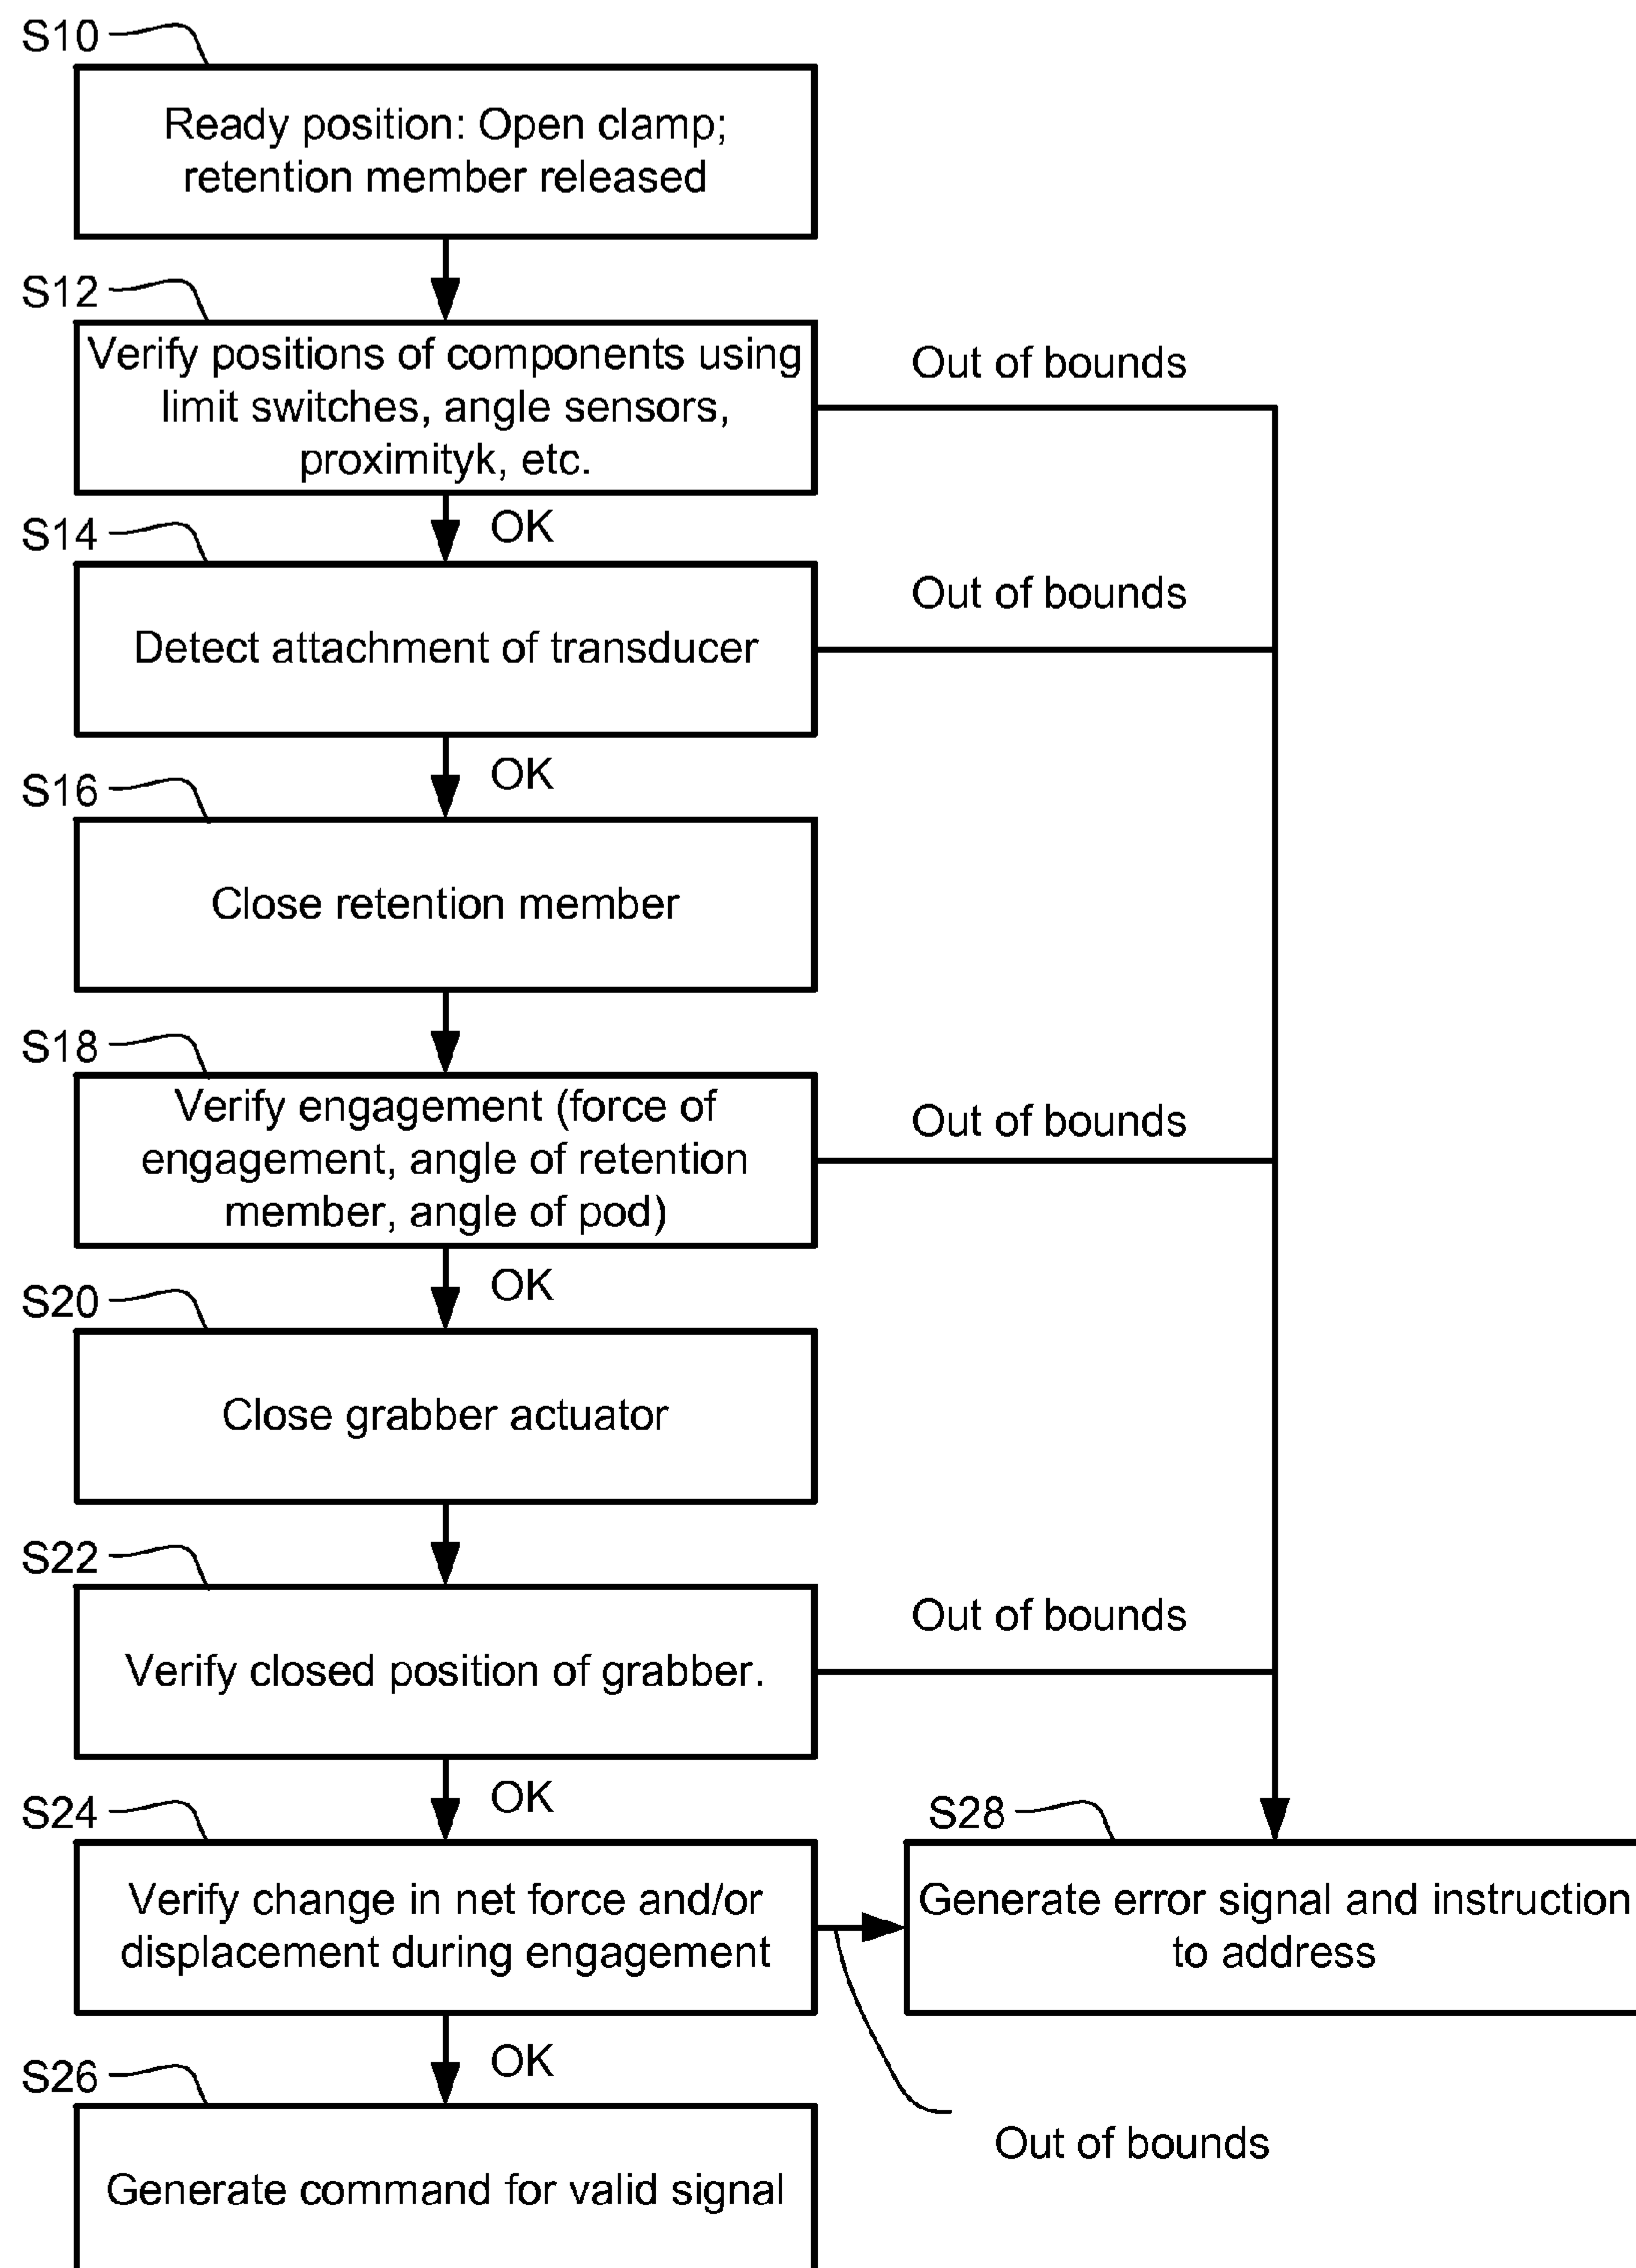 S10
Ready position: Open clamp;
retention member released
S12
Verify positions of components using
limit switches, angle sensors,
proximityk, etc.
Out of bounds
OK
S14
Detect attachment of transducer
Out of bounds
OK
S16
Close retention member
S18
Verify engagement (force of
engagement, angle of retention
member, angle of pod)
Out of bounds
OK
S20
Close grabber actuator
S22
Verify closed position of grabber.
Out of bounds
OK
S24
Verify change in net force and/or
displacement during engagement
S28
Generate error signal and instruction
to address
OK
Out of bounds
S26
Generate command for valid signal